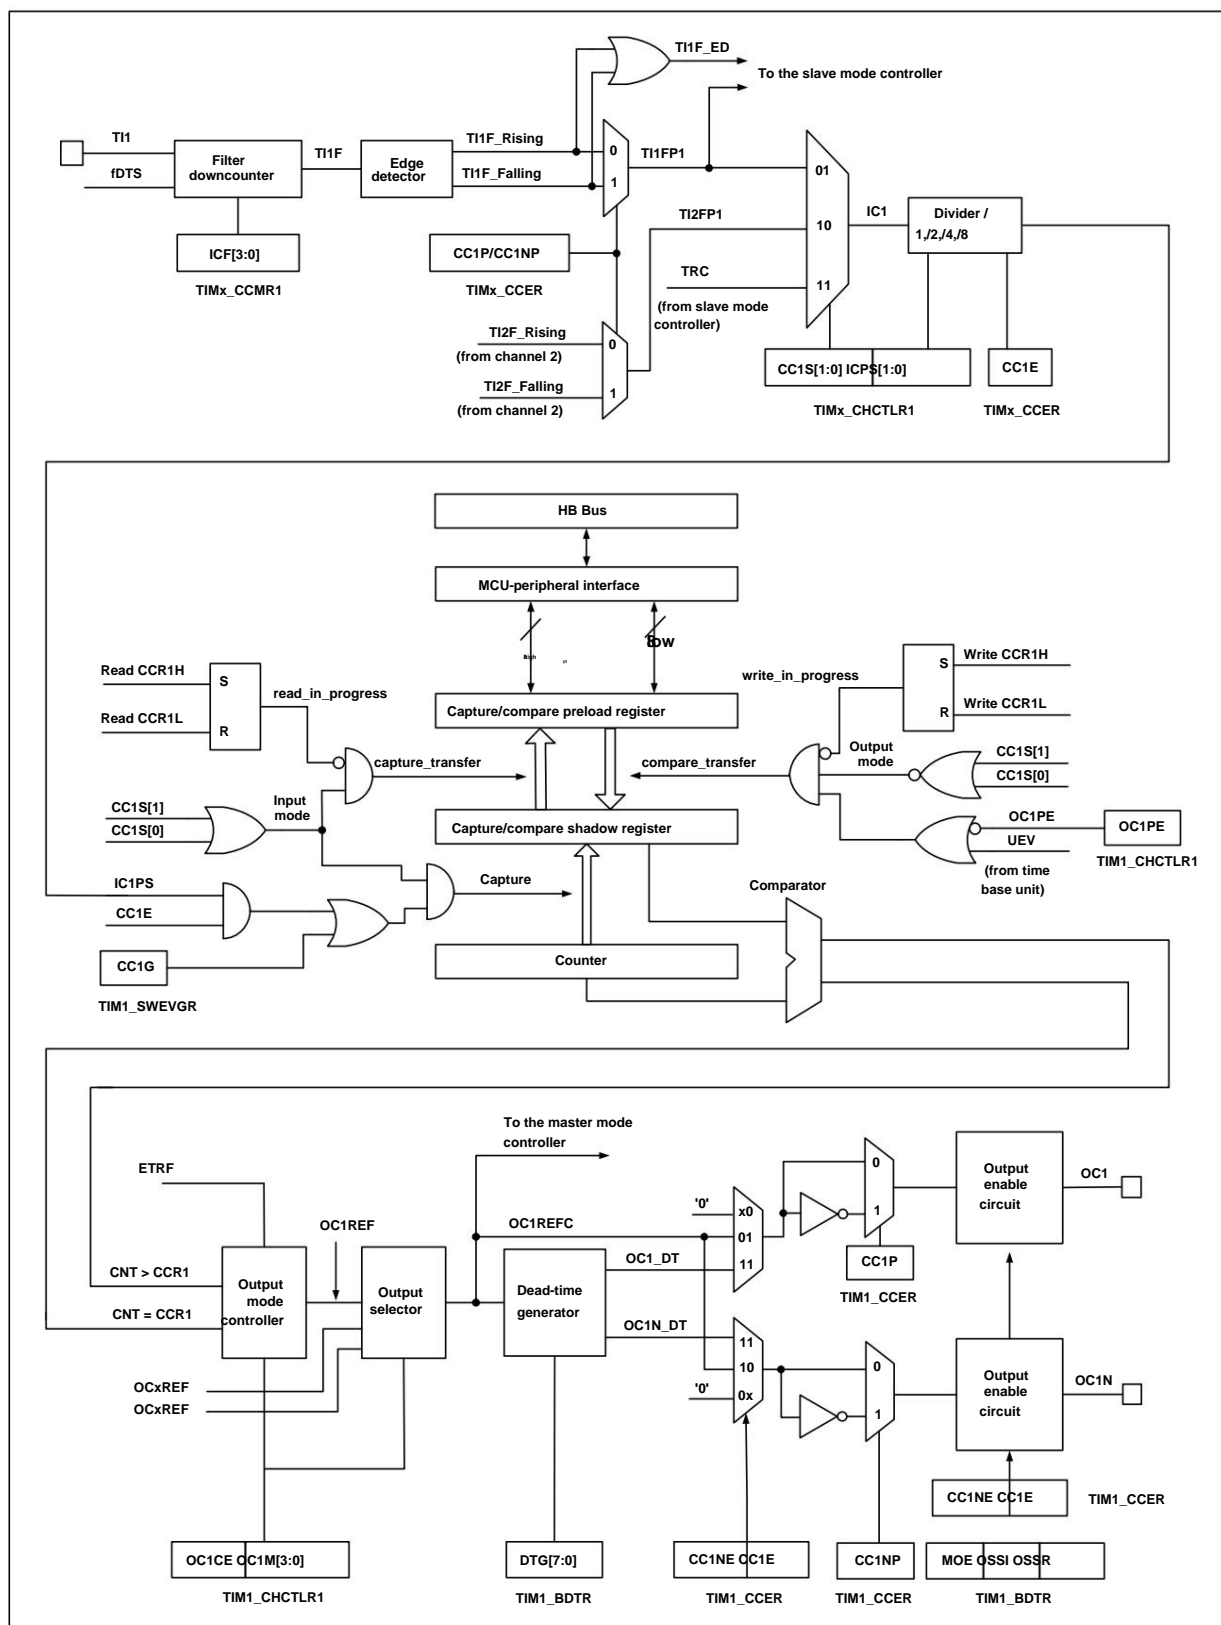 TI1F_ED
To the slave mode controller
TI1
fDTS
Filter
downcounter
TI1F
Edge
detector
TI1F_Rising
TI1F_Falling
0
1
TI1FP1
TI2FP1
TRC
(from slave mode
controller)
01
10
11
IC1
Divider /
1,/2,/4,/8
ICF[3:0]
TIMx_CCMR1
CC1P/CC1NP
TIMx_CCER
TI2F_Rising
(from channel 2)
TI2F_Falling
(from channel 2)
0
1
CC1S[1:0] ICPS[1:0]
TIMx_CHCTLR1
CC1E
TIMx_CCER
HB Bus
MCU-peripheral interface
low
Read CCR1H
Read CCR1L
S
R
read_in_progress
Capture/compare preload register
write_in_progress
S
R
Write CCR1H
Write CCR1L
capture_transfer
compare_transfer
Output
mode
CC1S[1]
CC1S[0]
CC1S[1]
CC1S[0]
Input
mode
Capture/compare shadow register
OC1PE
UEV
(from time
base unit)
OC1PE
TIM1_CHCTLR1
IC1PS
CC1E
Capture
Comparator
CC1G
TIM1_SWEVGR
Counter
To the master mode
controller
ETRF
OC1REF
OC1REFC
'0'
x0
01
11
0
1
Output
enable
circuit
OC1
CNT > CCR1
CNT = CCR1
Output
mode
controller
Output
selector
Dead-time
generator
OC1_DT
OC1N_DT
CC1P
TIM1_CCER
11
10
0x
'0'
0
1
Output
enable
circuit
OC1N
OCxREF
OCxREF
CC1NE CC1E
TIM1_CCER
OC1CE OC1M[3:0]
TIM1_CHCTLR1
DTG[7:0]
TIM1_BDTR
CC1NE CC1E
TIM1_CCER
CC1NP
TIM1_CCER
MOE OSSI OSSR
TIM1_BDTR